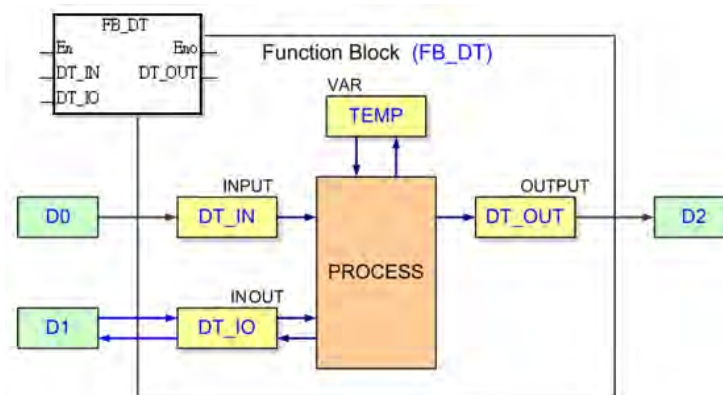 FB_DT
En
Eno
DT_IN
DT_OUT
DT_IO
Function Block (FB_DT)
VAR
TEMP
INPUT
OUTPUT
D0
DT_IN
DT_OUT
D2
PROCESS
INOUT
D1
DT_IO